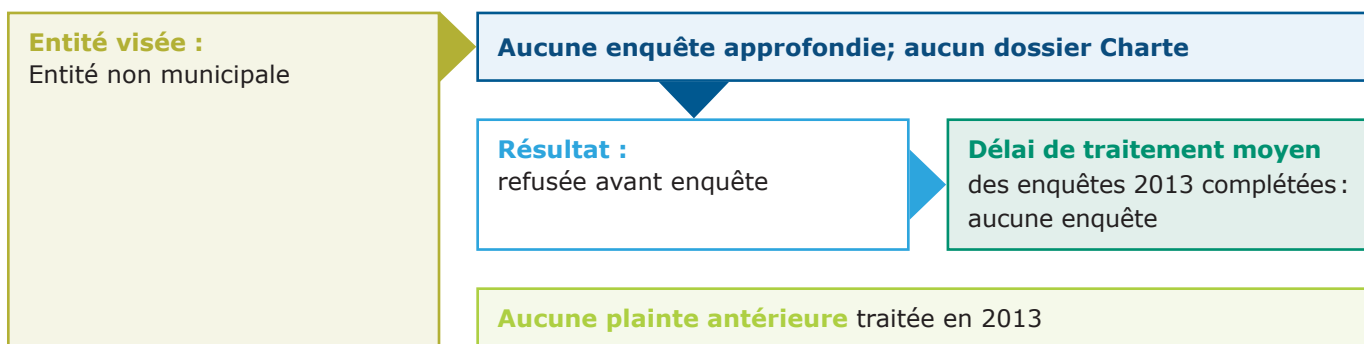 Entité visée :
Entité non municipale
Aucune enquête approfondie; aucun dossier Charte
Résultat :
refusée avant enquête
Délai de traitement moyen
des enquêtes 2013 complétées :
aucune enquête
Aucune plainte antérieure traitée en 2013